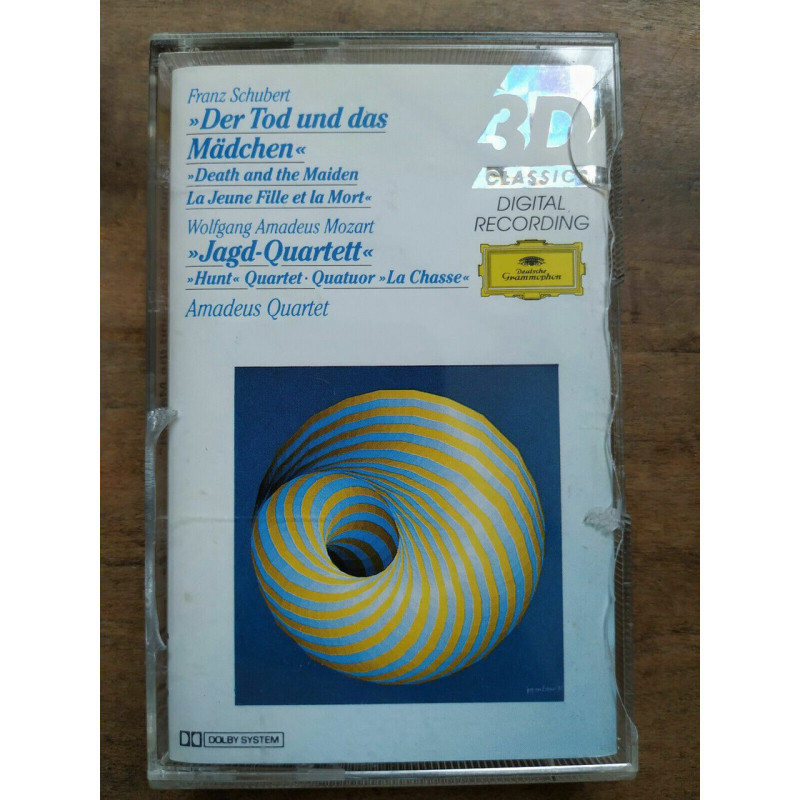 Franz Schubert
»Der Tod und das
Mädchen«
»Death and the Maiden
La Jeune Fille et la Mort«
Wolfgang Amadeus Mozart
»Jagd-Quartett«
»Hunt« Quartet · Quatuor »La Chasse«
Amadeus Quartet
3D
CLASSICS
DIGITAL
RECORDING
Deutsche
Grammophon
DOLBY SYSTEM